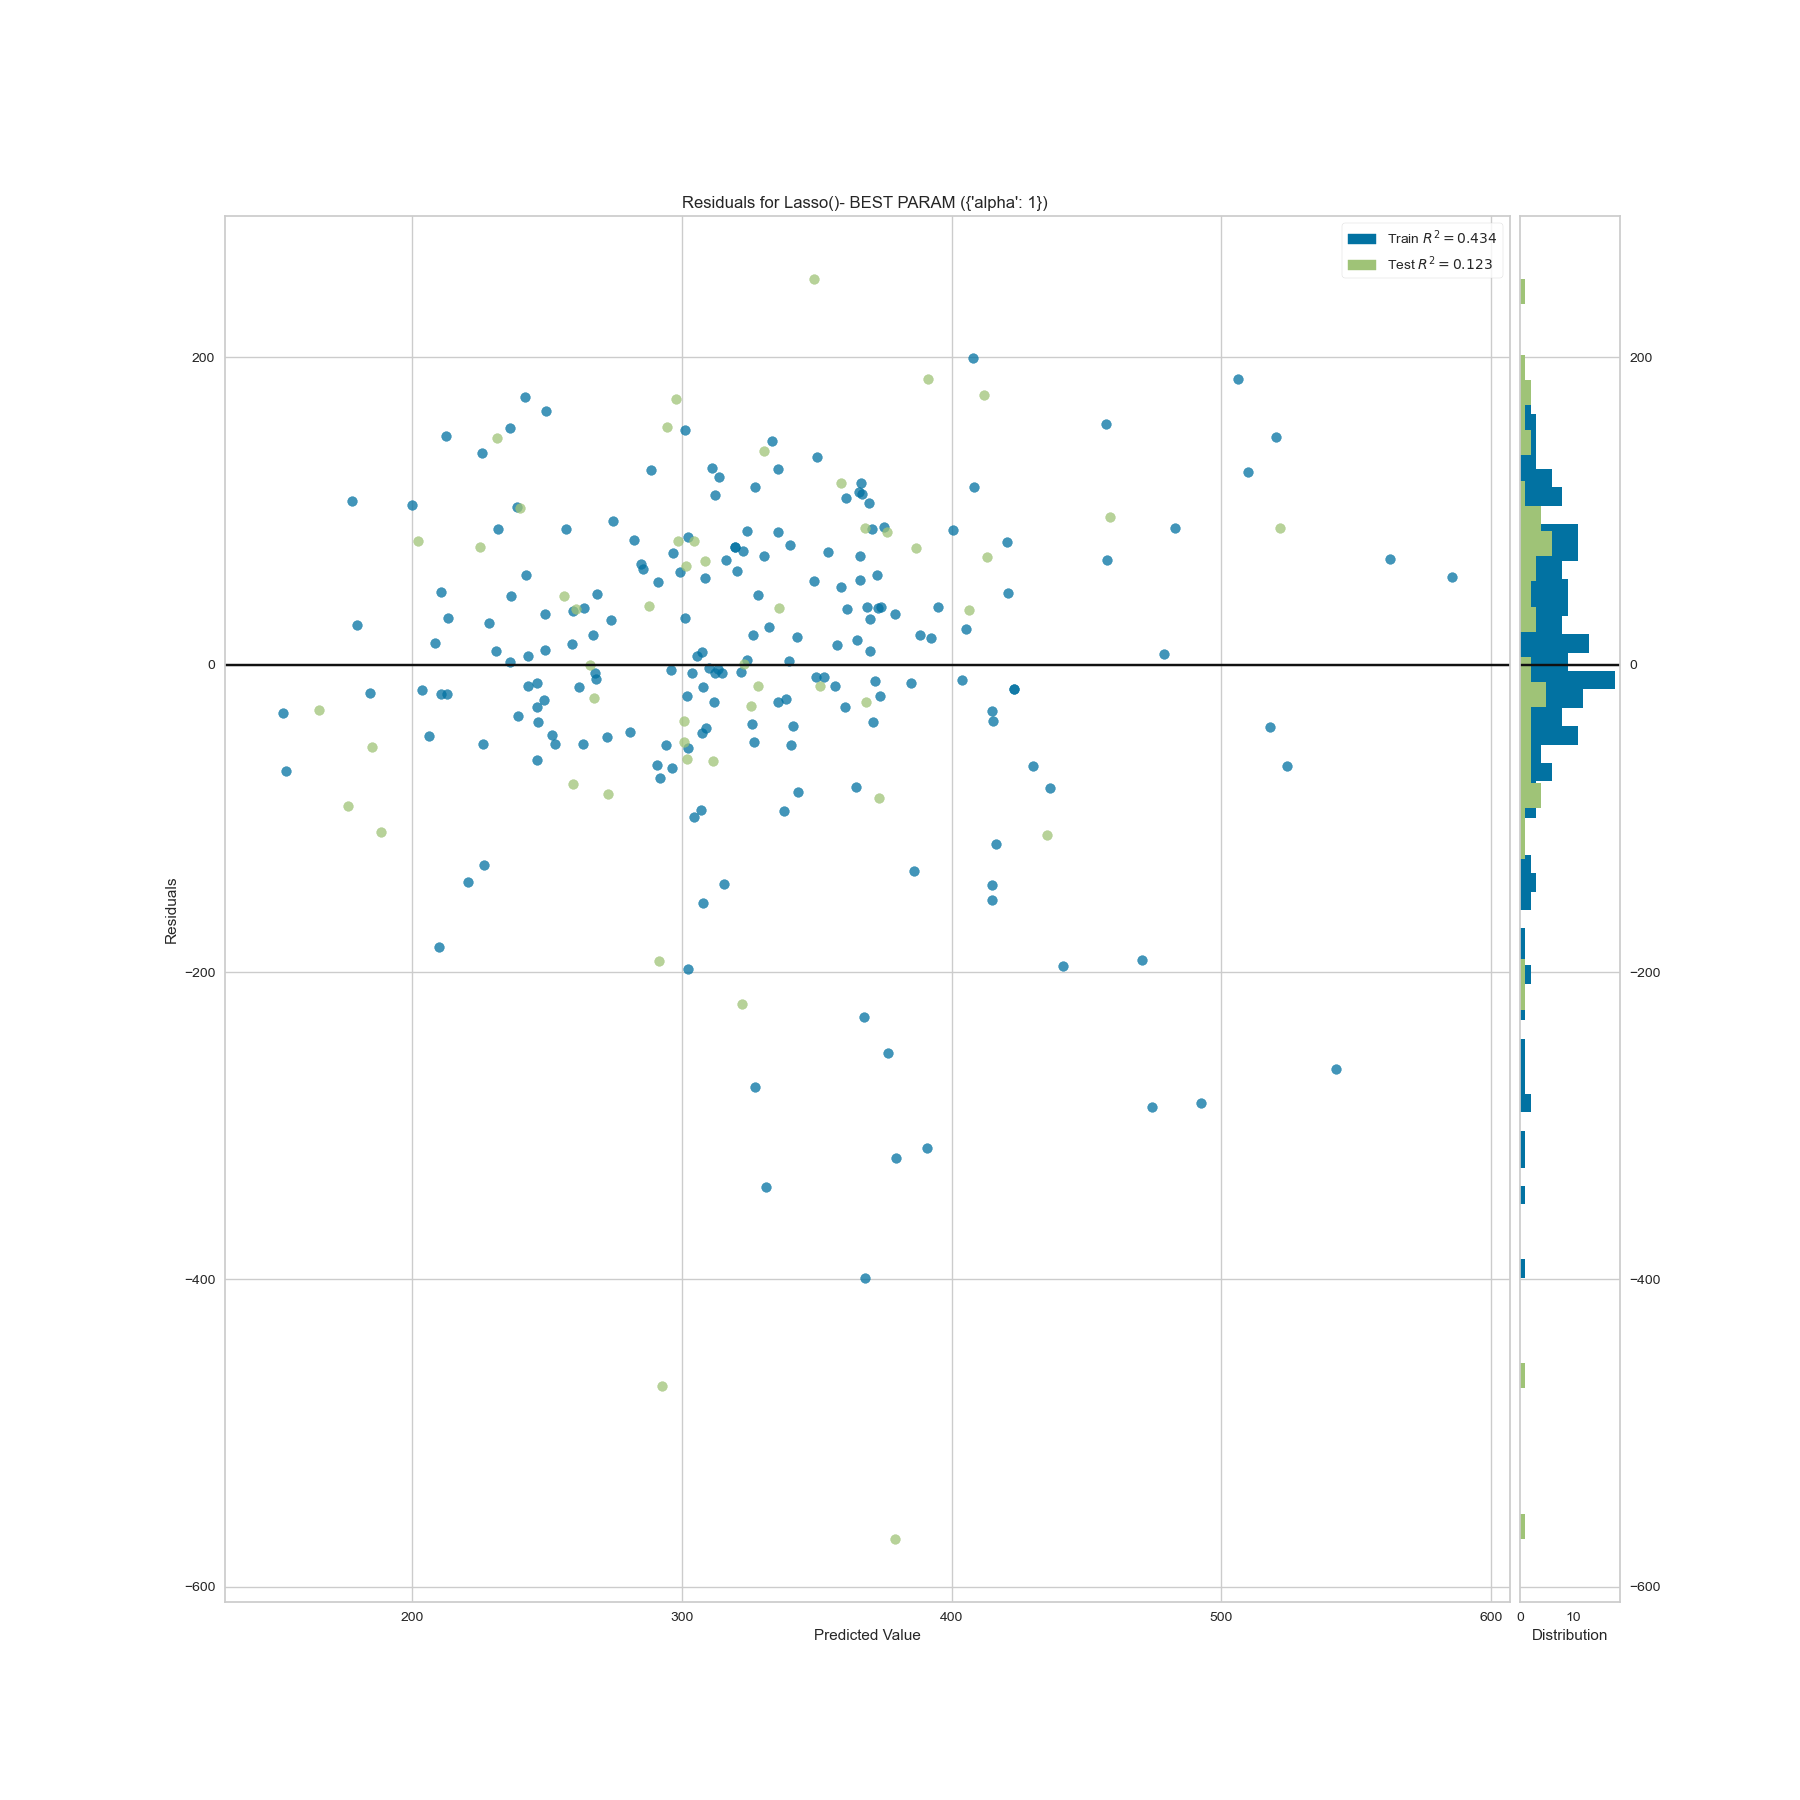 Residuals for Lasso()- BEST PARAM ({'alpha': 1})
Train R² = 0.434
Test R² = 0.123
200
0
−200
−400
−600
Residuals
200
300
400
500
600
Predicted Value
200
0
−200
−400
−600
0
10
Distribution